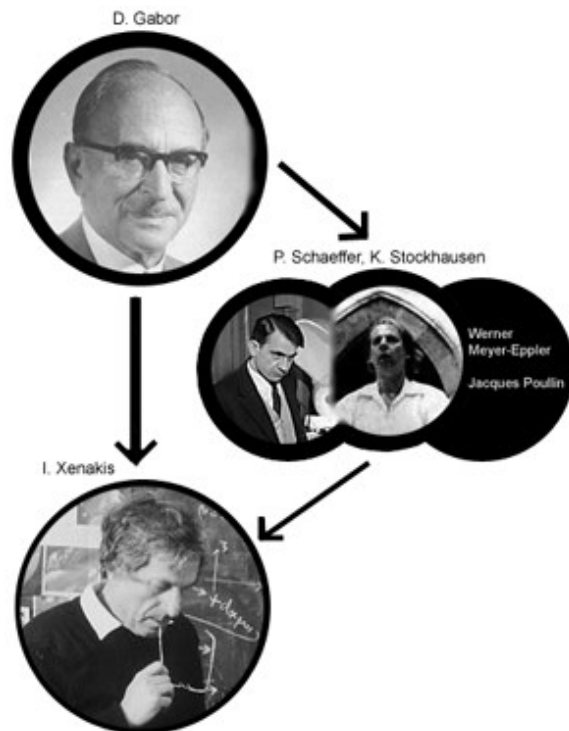 D. Gabor
P. Schaeffer, K. Stockhausen
Werner
Meyer-Eppler
Jacques Poullin
I. Xenakis